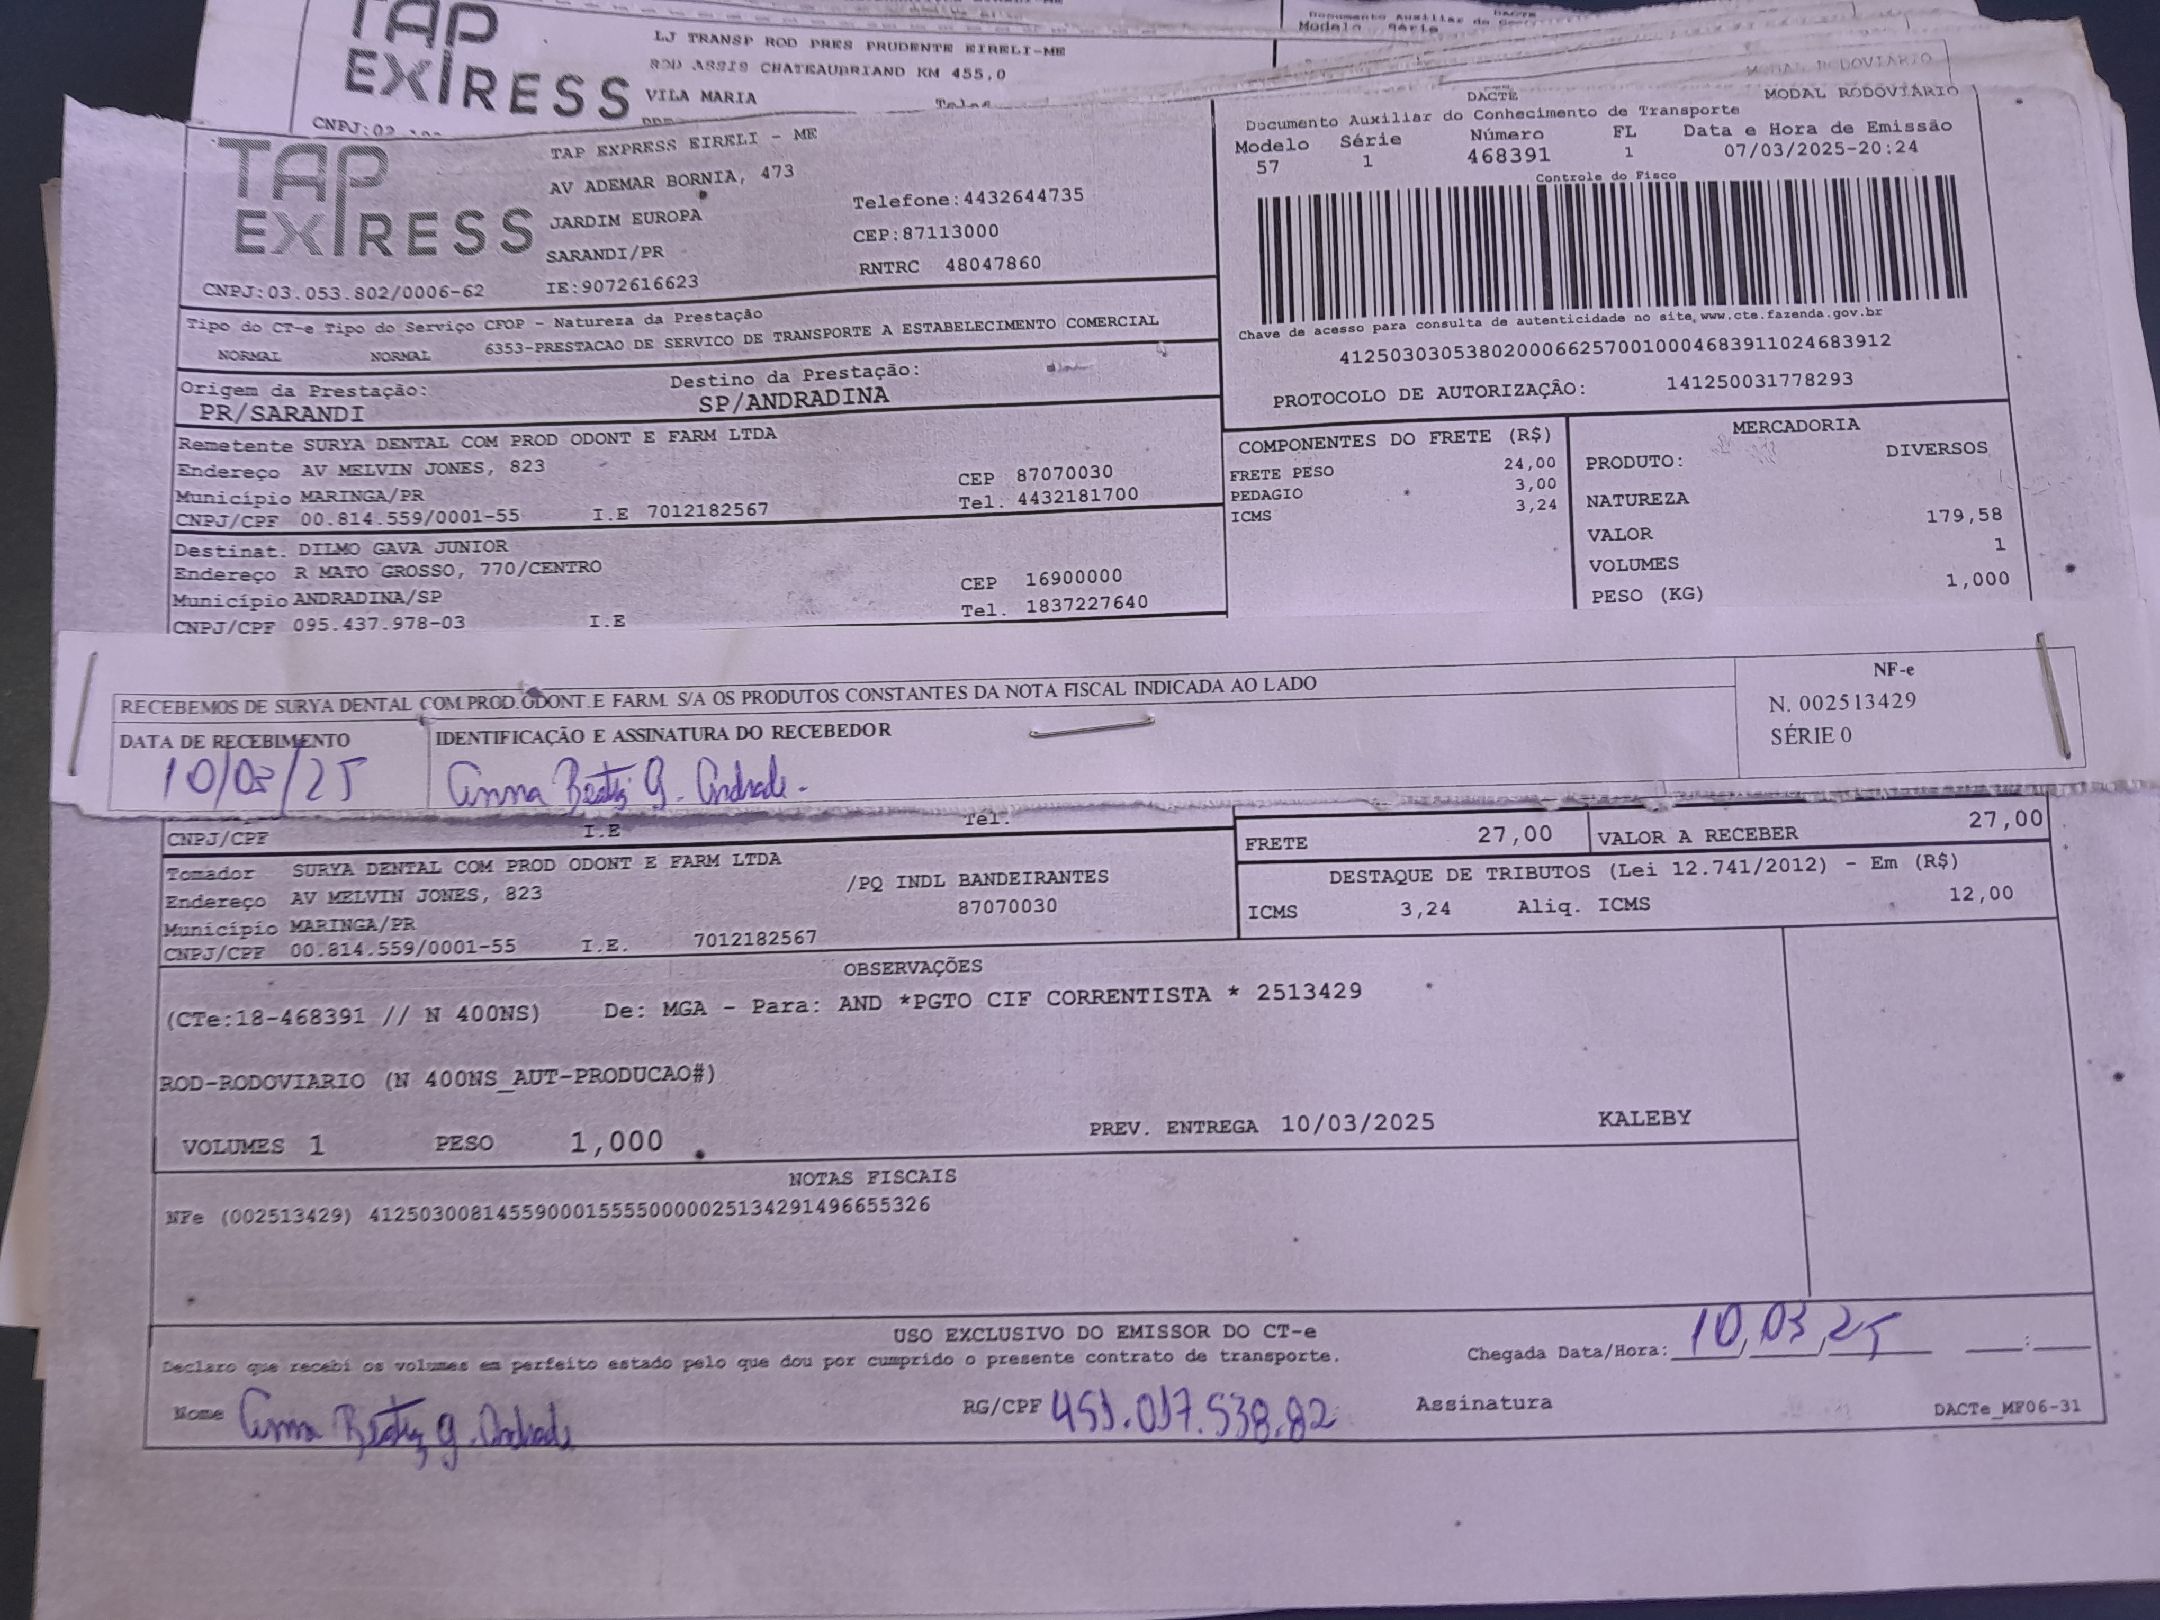 TAP
EXPRESS
LJ TRANSP ROD PRES PRUDENTE EIRELI-ME
ROD ASSIS CHATEAUBRIAND KM 455,0
VILA MARIA
Documento Auxiliar do
Modelo Série
MODAL RODOVIARIO
TAP
EXPRESS
CNPJ:03.053.802/0006-62
TAP EXPRESS EIRELI - ME
AV ADEMAR BORNIA, 473
JARDIM EUROPA
SARANDI/PR
IE:9072616623
Telefone:4432644735
CEP:87113000
RNTRC 48047860
DACTE
MODAL RODOVIÁRIO
Documento Auxiliar do Conhecimento de Transporte
Modelo Série Número FL Data e Hora de Emissão
57 1 468391 1 07/03/2025-20:24
Controle do Fisco
Chave de acesso para consulta de autenticidade no site www.cte.fazenda.gov.br
41250303053802000662570010004683911024683912
PROTOCOLO DE AUTORIZAÇÃO: 141250031778293
Tipo do CT-e Tipo do Serviço CFOP - Natureza da Prestação
NORMAL NORMAL 6353-PRESTACAO DE SERVICO DE TRANSPORTE A ESTABELECIMENTO COMERCIAL
Origem da Prestação: Destino da Prestação:
PR/SARANDI SP/ANDRADINA
Remetente SURYA DENTAL COM PROD ODONT E FARM LTDA
Endereço AV MELVIN JONES, 823 CEP 87070030
Município MARINGA/PR Tel. 4432181700
CNPJ/CPF 00.814.559/0001-55 I.E 7012182567
Destinat. DILMO GAVA JUNIOR
Endereço R MATO GROSSO, 770/CENTRO CEP 16900000
Município ANDRADINA/SP Tel. 1837227640
CNPJ/CPF 095.437.978-03 I.E
COMPONENTES DO FRETE (R$)
FRETE PESO 24,00
PEDAGIO 3,00
ICMS 3,24
MERCADORIA
PRODUTO: DIVERSOS
NATUREZA
VALOR 179,58
VOLUMES 1
PESO (KG) 1,000
RECEBEMOS DE SURYA DENTAL COM.PROD.ODONT.E FARM. S/A OS PRODUTOS CONSTANTES DA NOTA FISCAL INDICADA AO LADO
DATA DE RECEBIMENTO IDENTIFICAÇÃO E ASSINATURA DO RECEBEDOR
10/03/25 Anna Beatriz G. Andrade.
NF-e
N. 002513429
SÉRIE 0
CNPJ/CPF I.E Tel.
FRETE 27,00 VALOR A RECEBER 27,00
Tomador SURYA DENTAL COM PROD ODONT E FARM LTDA
Endereço AV MELVIN JONES, 823 /PQ INDL BANDEIRANTES
Município MARINGA/PR 87070030
CNPJ/CPF 00.814.559/0001-55 I.E. 7012182567
DESTAQUE DE TRIBUTOS (Lei 12.741/2012) - Em (R$)
ICMS 3,24 Aliq. ICMS 12,00
OBSERVAÇÕES
(CTe:18-468391 // N 400NS) De: MGA - Para: AND *PGTO CIF CORRENTISTA * 2513429
ROD-RODOVIARIO (N 400NS_AUT-PRODUCAO#)
VOLUMES 1 PESO 1,000 PREV. ENTREGA 10/03/2025 KALEBY
NOTAS FISCAIS
NFe (002513429) 41250300814559000155550000025134291496655326
USO EXCLUSIVO DO EMISSOR DO CT-e
Declaro que recebi os volumes em perfeito estado pelo que dou por cumprido o presente contrato de transporte. Chegada Data/Hora: 10/03/25 __:__
Nome Anna Beatriz G. Andrade RG/CPF 451.017.538.82 Assinatura DACTe_MF06-31